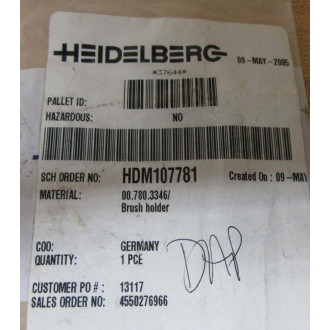 HEIDELBERG
09-MAY-2005
*37644*
PALLET ID:
HAZARDOUS: NO
SCH ORDER NO: HDM107781 Created On : 09-MAY
MATERIAL: 00.780.3346/
Brush holder
COO: GERMANY
QUANTITY: 1 PCE
CUSTOMER PO # : 13117
SALES ORDER NO: 4550276966